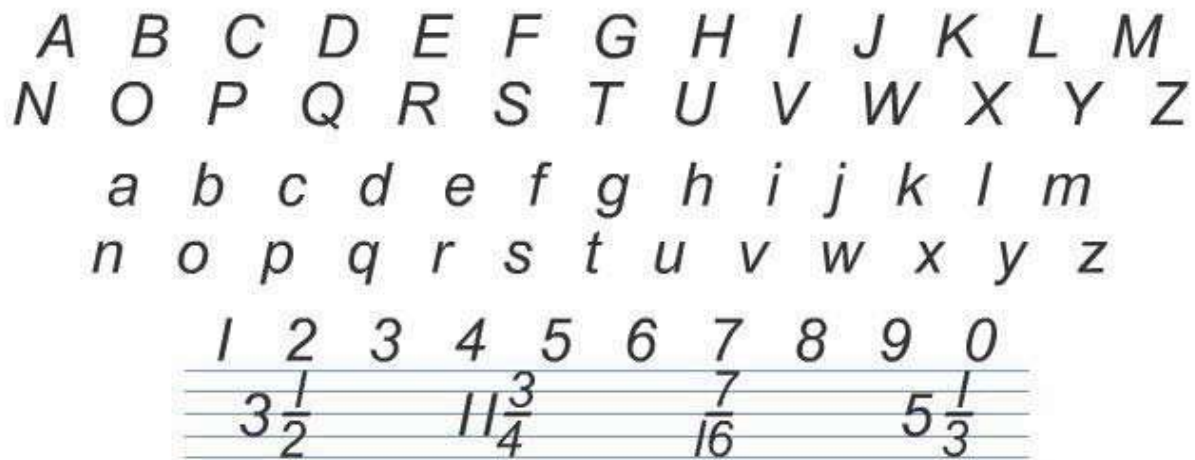 A B C D E F G H I J K L M
N O P Q R S T U V W X Y Z
a b c d e f g h i j k l m
n o p q r s t u v w x y z
1 2 3 4 5 6 7 8 9 0
3 1/2 11 3/4 7/16 5 1/3